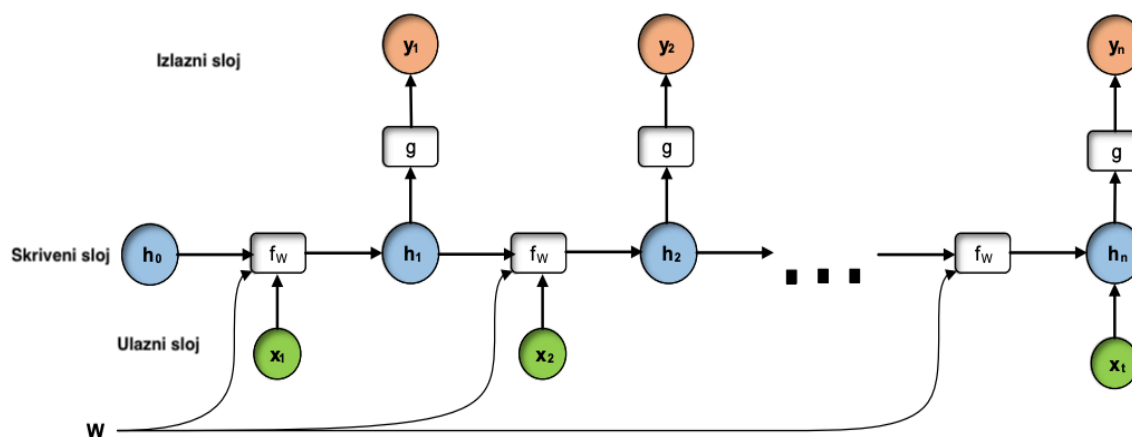 y1 y2 yn
Izlazni sloj
g g g
Skriveni sloj h0 fw h1 fw h2 ... fw hn
Ulazni sloj x1 x2 xt
W